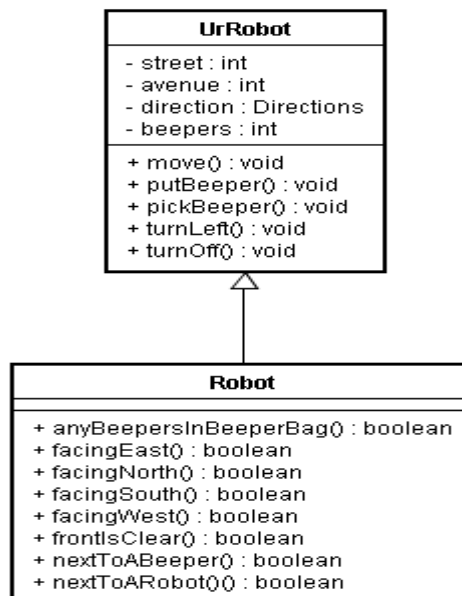 UrRobot
- street : int
- avenue : int
- direction : Directions
- beepers : int
+ move() : void
+ putBeeper() : void
+ pickBeeper() : void
+ turnLeft() : void
+ turnOff() : void
Robot
+ anyBeepersInBeeperBag() : boolean
+ facingEast() : boolean
+ facingNorth() : boolean
+ facingSouth() : boolean
+ facingWest() : boolean
+ frontIsClear() : boolean
+ nextToABeeper() : boolean
+ nextToARobot()() : boolean